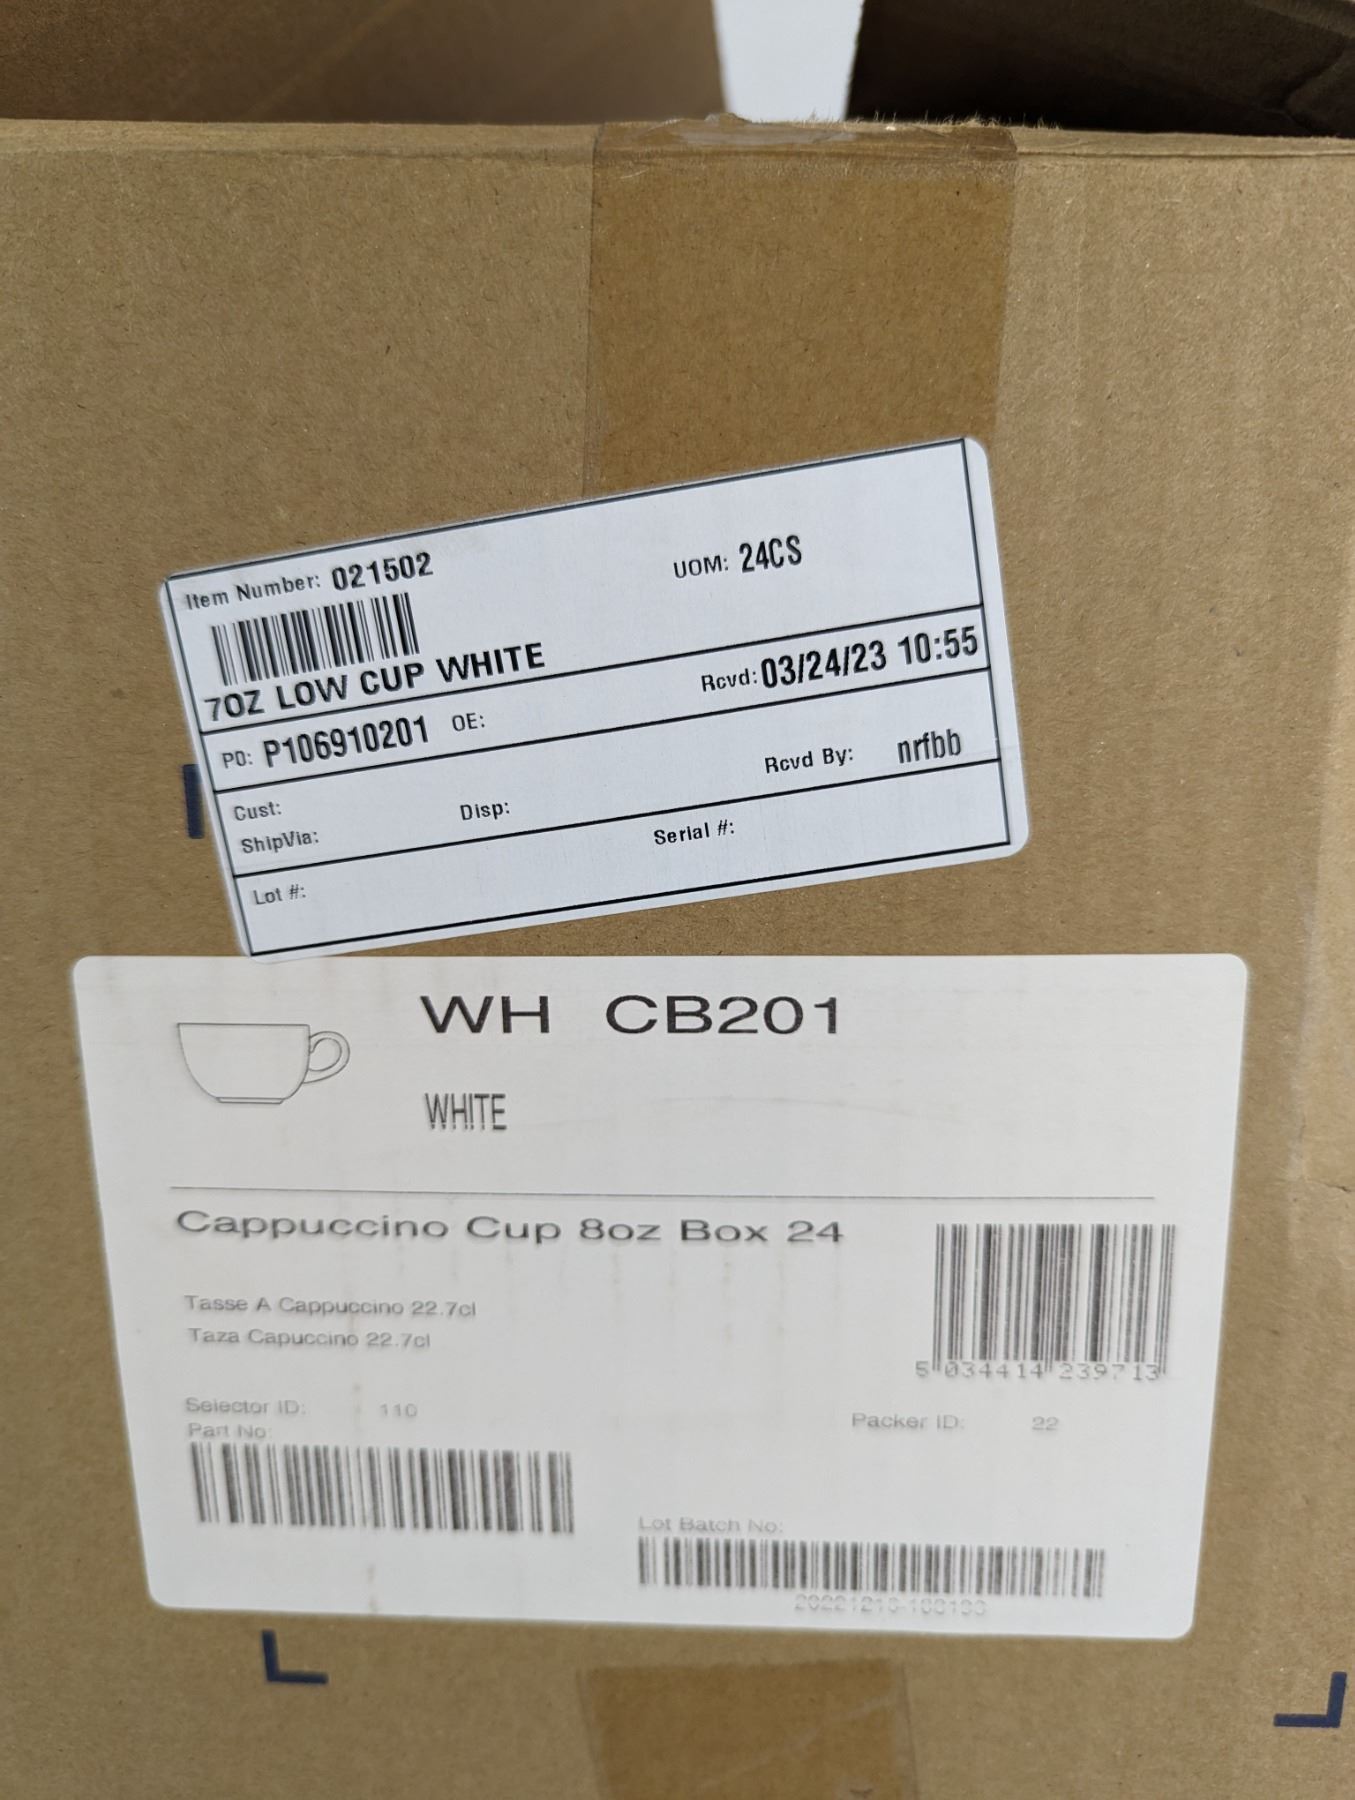 Item Number: 021502
UOM: 24CS
7OZ LOW CUP WHITE
Rcvd: 03/24/23 10:55
PO: P106910201 OE:
Rcvd By: nrfbb
Cust:
Disp:
ShipVia:
Serial #:
Lot #:
WH CB201
WHITE
Cappuccino Cup 8oz Box 24
Tasse A Cappuccino 22.7cl
Taza Capuccino 22.7cl
5 034414 239713
Selector ID: 110
Packer ID: 22
Part No:
Lot Batch No: